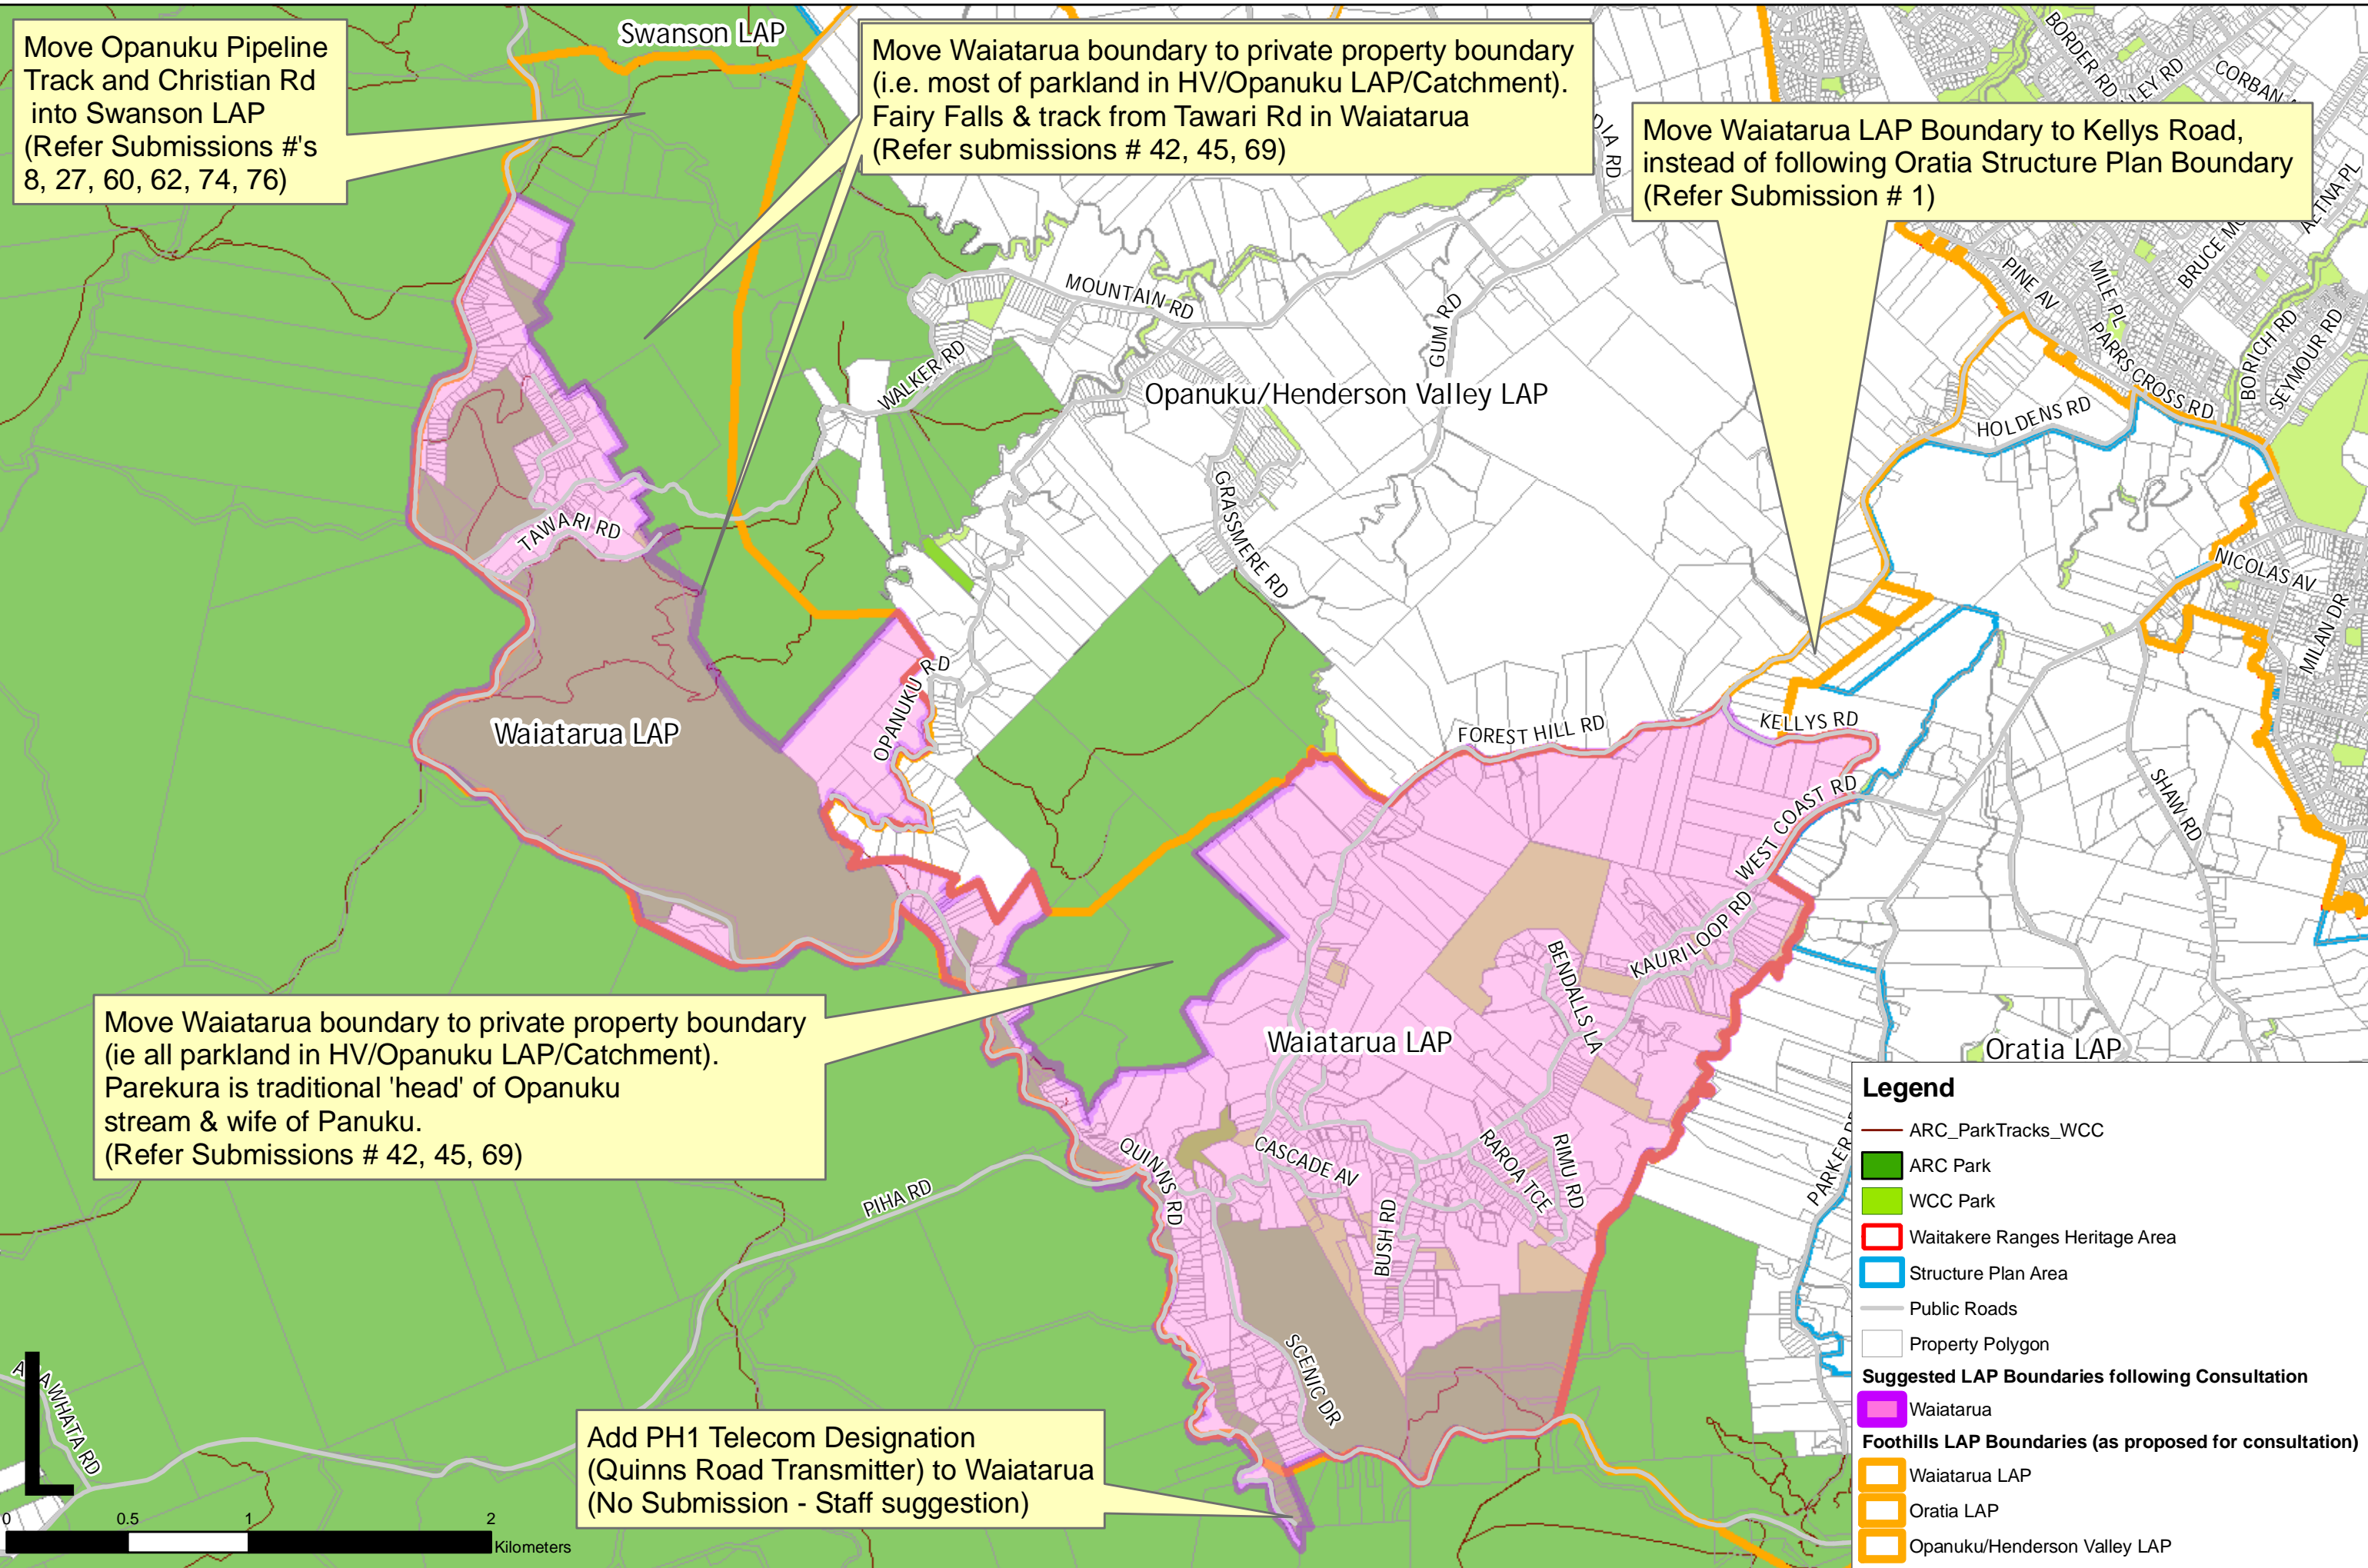 Move Opanuku Pipeline
Track and Christian Rd
into Swanson LAP
(Refer Submissions #'s
8, 27, 60, 62, 74, 76)
Swanson LAP
Move Waiatarua boundary to private property boundary
(i.e. most of parkland in HV/Opanuku LAP/Catchment).
Fairy Falls & track from Tawari Rd in Waiatarua
(Refer submissions # 42, 45, 69)
Move Waiatarua LAP Boundary to Kellys Road,
instead of following Oratia Structure Plan Boundary
(Refer Submission # 1)
BORDER RD
PINE AV
MILE PL
PARRS CROSS RD
BORICH RD
SEYMOUR RD
HOLDENS RD
MOUNTAIN RD
WALKER RD
GUM RD
Opanuku/Henderson Valley LAP
GRASSMERE RD
TAWARI RD
NICOLAS AV
MILAN DR
OPANUKU RD
Waiatarua LAP
FOREST HILL RD
KELLYS RD
WEST COAST RD
SHAW RD
KAURI LOOP RD
BENDALLS LA
Waiatarua LAP
Oratia LAP
Move Waiatarua boundary to private property boundary
(ie all parkland in HV/Opanuku LAP/Catchment).
Parekura is traditional 'head' of Opanuku
stream & wife of Panuku.
(Refer Submissions # 42, 45, 69)
QUINNS RD
CASCADE AV
RAROA TCE
RIMU RD
BUSH RD
PIHA RD
SCENIC DR
PARKER
Add PH1 Telecom Designation
(Quinns Road Transmitter) to Waiatarua
(No Submission - Staff suggestion)
0 0.5 1 2
Kilometers
Legend
ARC_ParkTracks_WCC
ARC Park
WCC Park
Waitakere Ranges Heritage Area
Structure Plan Area
Public Roads
Property Polygon
Suggested LAP Boundaries following Consultation
Waiatarua
Foothills LAP Boundaries (as proposed for consultation)
Waiatarua LAP
Oratia LAP
Opanuku/Henderson Valley LAP